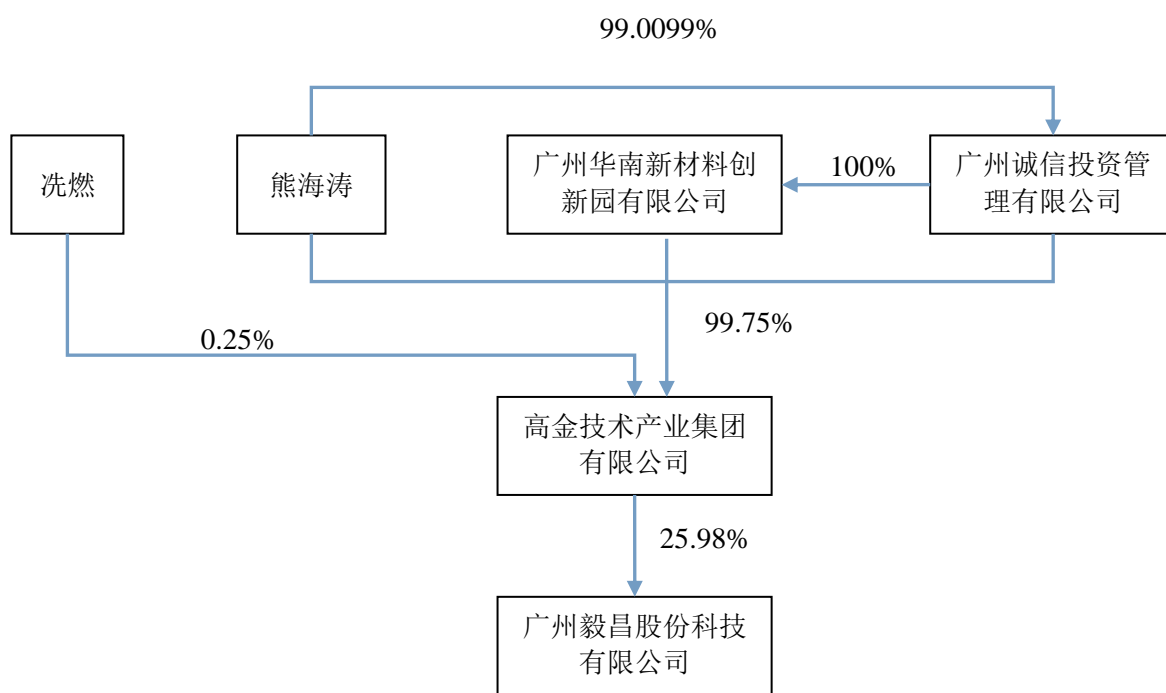 99.0099%
冼燃
熊海涛
广州华南新材料创
新园有限公司
100%
广州诚信投资管
理有限公司
0.25%
99.75%
高金技术产业集团
有限公司
25.98%
广州毅昌股份科技
有限公司